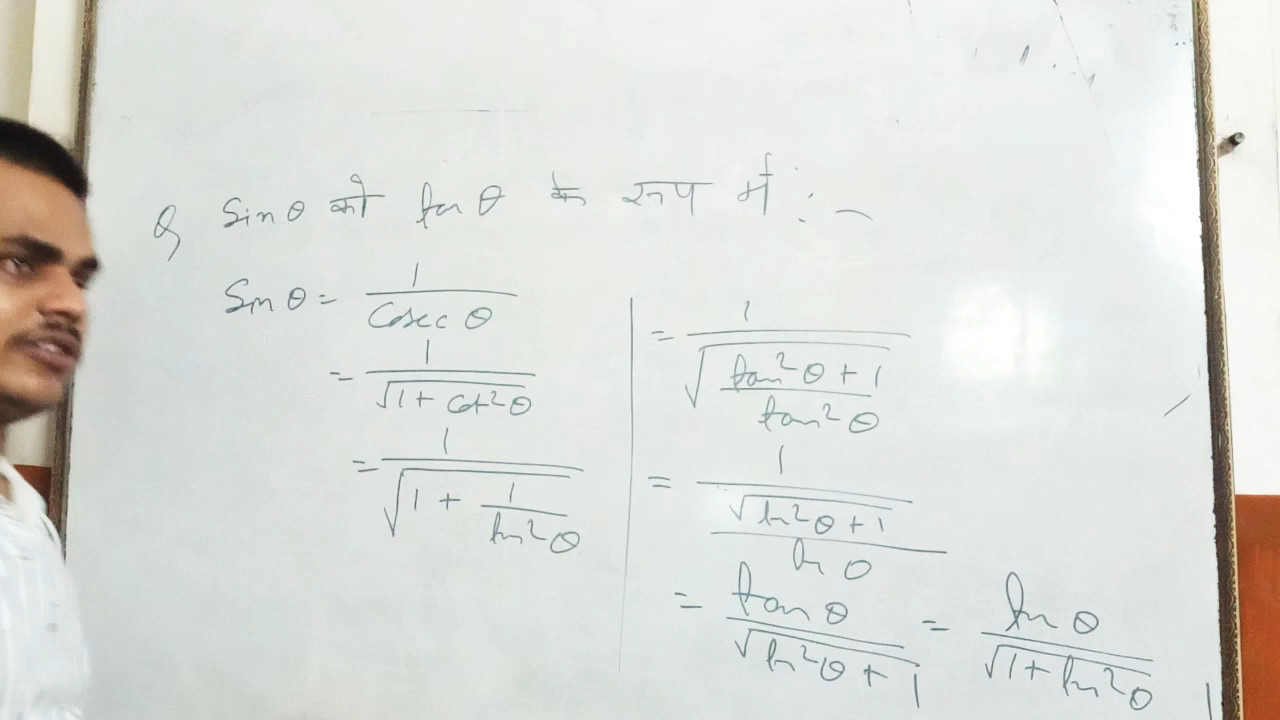 Q Sinθ को tanθ के रूप में :-
Sinθ = 1/Cosecθ
= 1/√(1+cot²θ)
= 1/√(1 + 1/tan²θ)
= 1/√((tan²θ+1)/tan²θ)
= 1/(√(tan²θ+1)/tanθ)
= tanθ/√(tan²θ+1) = tanθ/√(1+tan²θ)